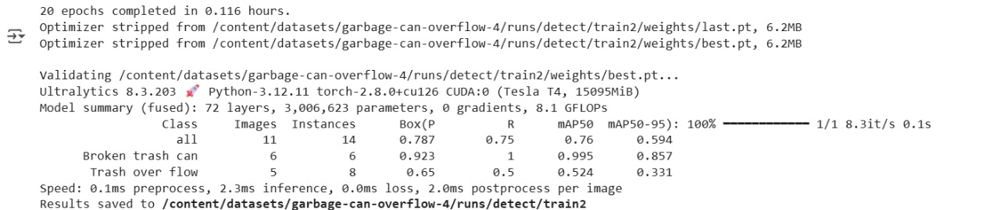 20 epochs completed in 0.116 hours.
Optimizer stripped from /content/datasets/garbage-can-overflow-4/runs/detect/train2/weights/last.pt, 6.2MB
Optimizer stripped from /content/datasets/garbage-can-overflow-4/runs/detect/train2/weights/best.pt, 6.2MB
Validating /content/datasets/garbage-can-overflow-4/runs/detect/train2/weights/best.pt...
Ultralytics 8.3.203 🚀 Python-3.12.11 torch-2.8.0+cu126 CUDA:0 (Tesla T4, 15095MiB)
Model summary (fused): 72 layers, 3,006,623 parameters, 0 gradients, 8.1 GFLOPs
Class Images Instances Box(P R mAP50 mAP50-95): 100% ━━━━━━━━━━━━ 1/1 8.3it/s 0.1s
all 11 14 0.787 0.75 0.76 0.594
Broken trash can 6 6 0.923 1 0.995 0.857
Trash over flow 5 8 0.65 0.5 0.524 0.331
Speed: 0.1ms preprocess, 2.3ms inference, 0.0ms loss, 2.0ms postprocess per image
Results saved to /content/datasets/garbage-can-overflow-4/runs/detect/train2